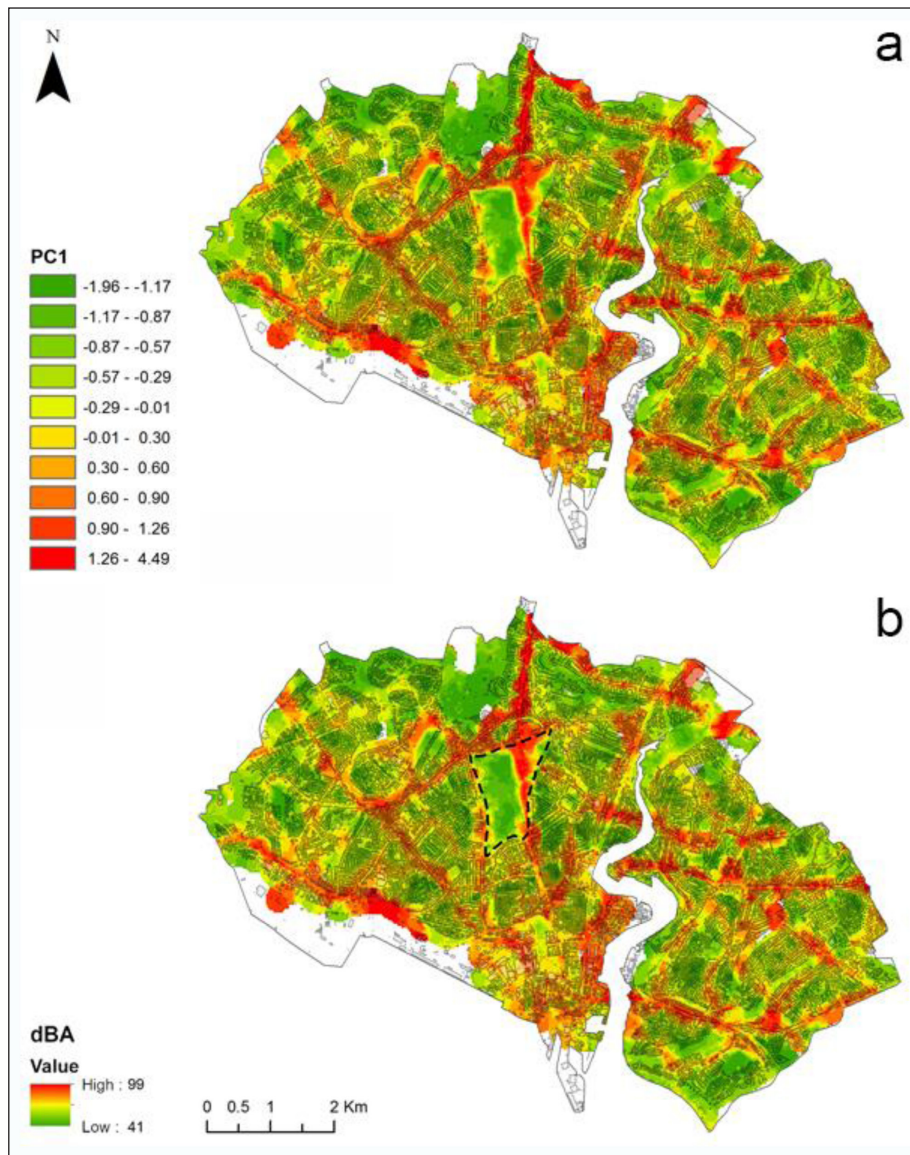 N
a
PC1
-1.96 - -1.17
-1.17 - -0.87
-0.87 - -0.57
-0.57 - -0.29
-0.29 - -0.01
-0.01 - 0.30
0.30 - 0.60
0.60 - 0.90
0.90 - 1.26
1.26 - 4.49
b
dBA
Value
High : 99
Low : 41
0 0.5 1 2 Km